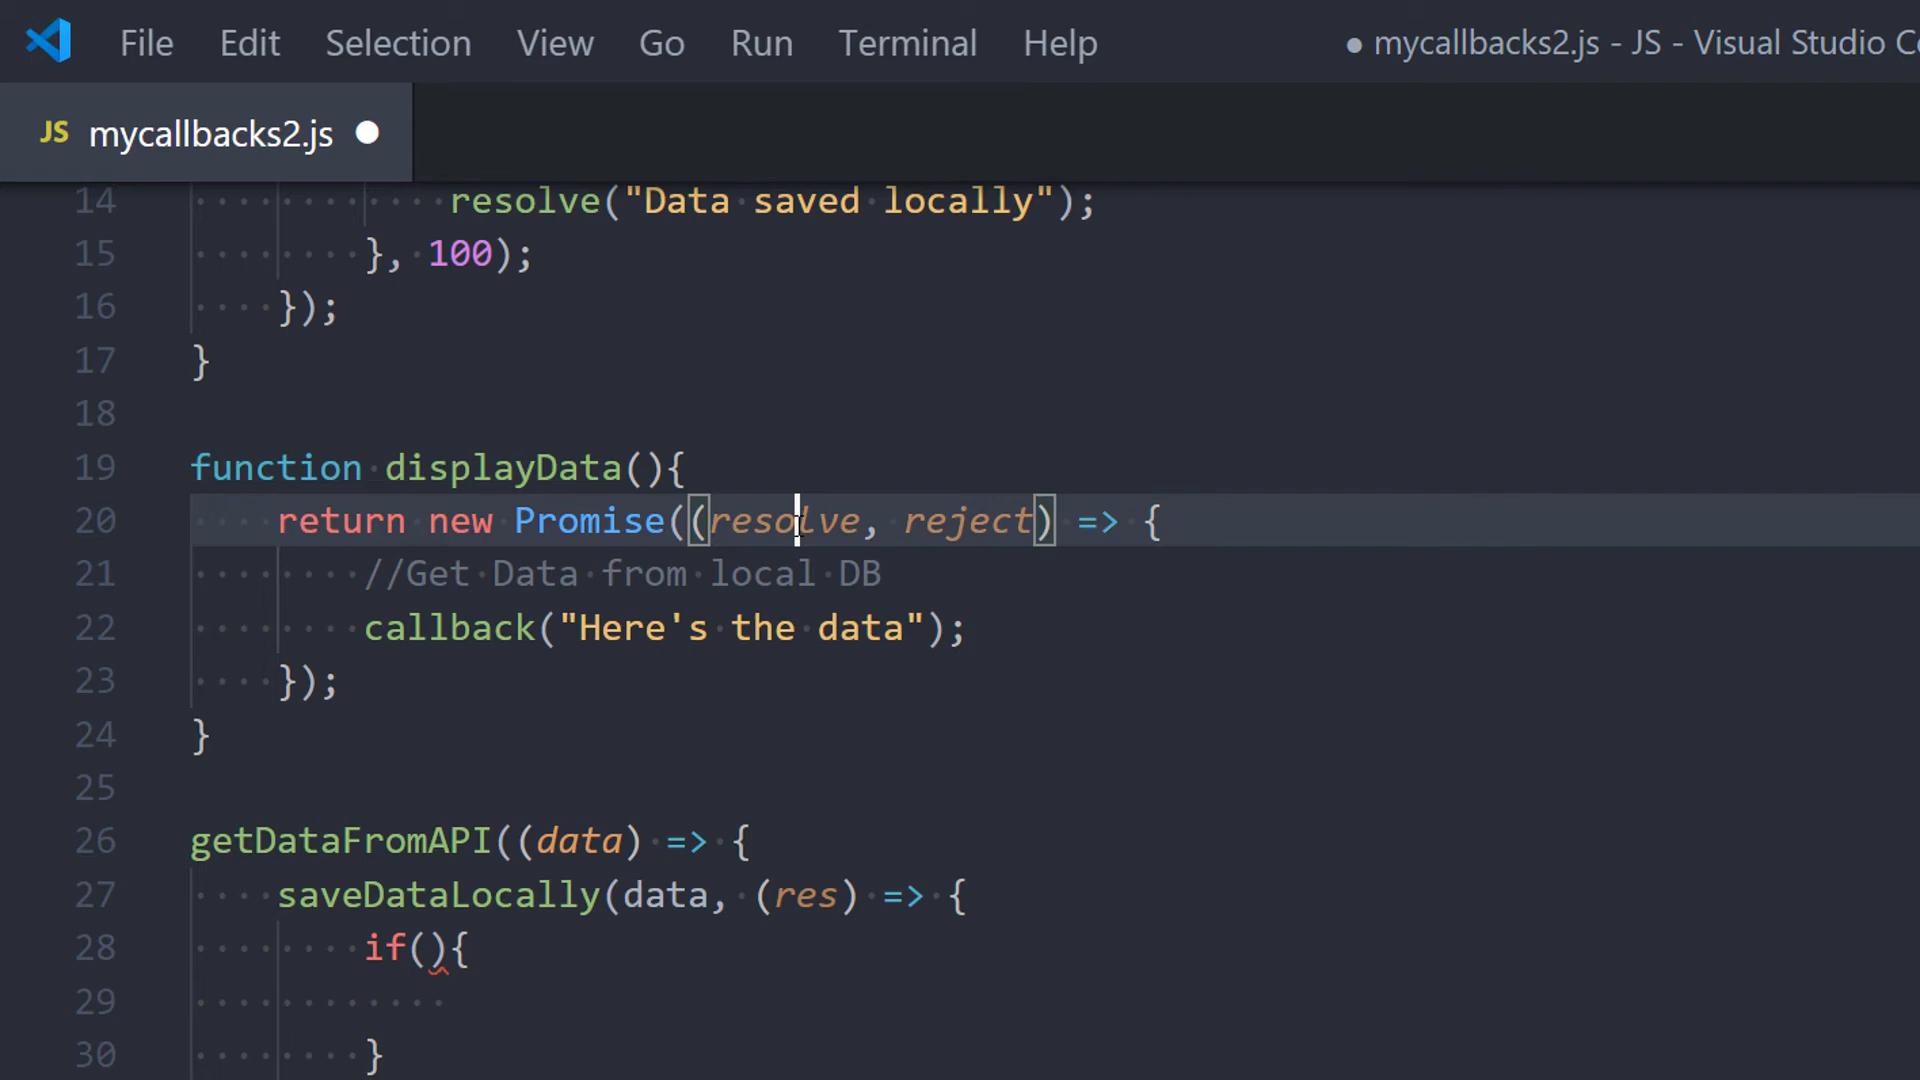 File Edit Selection View Go Run Terminal Help ● mycallbacks2.js - JS - Visual Studio
JS mycallbacks2.js ●
14 resolve("Data saved locally");
15 }, 100);
16 });
17 }
18
19 function displayData(){
20 return new Promise((resolve, reject) => {
21 //Get Data from local DB
22 callback("Here's the data");
23 });
24 }
25
26 getDataFromAPI((data) => {
27 saveDataLocally(data, (res) => {
28 if(){
29
30 }